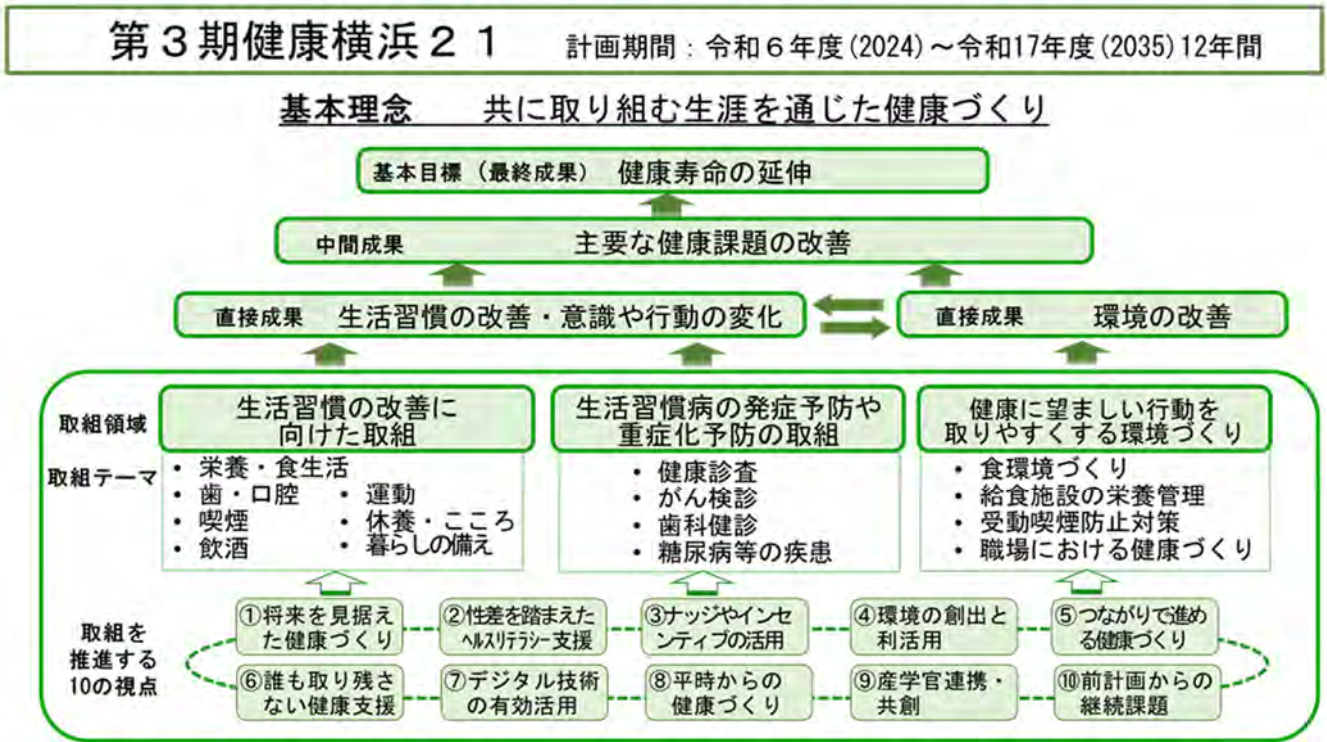 第３期健康横浜２１ 計画期間：令和６年度(2024)～令和17年度(2035)12年間
基本理念 共に取り組む生涯を通じた健康づくり
基本目標（最終成果） 健康寿命の延伸
中間成果 主要な健康課題の改善
直接成果 生活習慣の改善・意識や行動の変化
直接成果 環境の改善
取組領域
生活習慣の改善に
向けた取組
生活習慣病の発症予防や
重症化予防の取組
健康に望ましい行動を
取りやすくする環境づくり
取組テーマ
• 栄養・食生活
• 歯・口腔
• 喫煙
• 飲酒
• 運動
• 休養・こころ
• 暮らしの備え
• 健康診査
• がん検診
• 歯科健診
• 糖尿病等の疾患
• 食環境づくり
• 給食施設の栄養管理
• 受動喫煙防止対策
• 職場における健康づくり
取組を
推進する
10の視点
①将来を見据え
た健康づくり
②性差を踏まえた
ヘルスリテラシー支援
③ナッジやインセ
ンティブの活用
④環境の創出と
利活用
⑤つながりで進め
る健康づくり
⑥誰も取り残さ
ない健康支援
⑦デジタル技術
の有効活用
⑧平時からの
健康づくり
⑨産学官連携・
共創
⑩前計画からの
継続課題